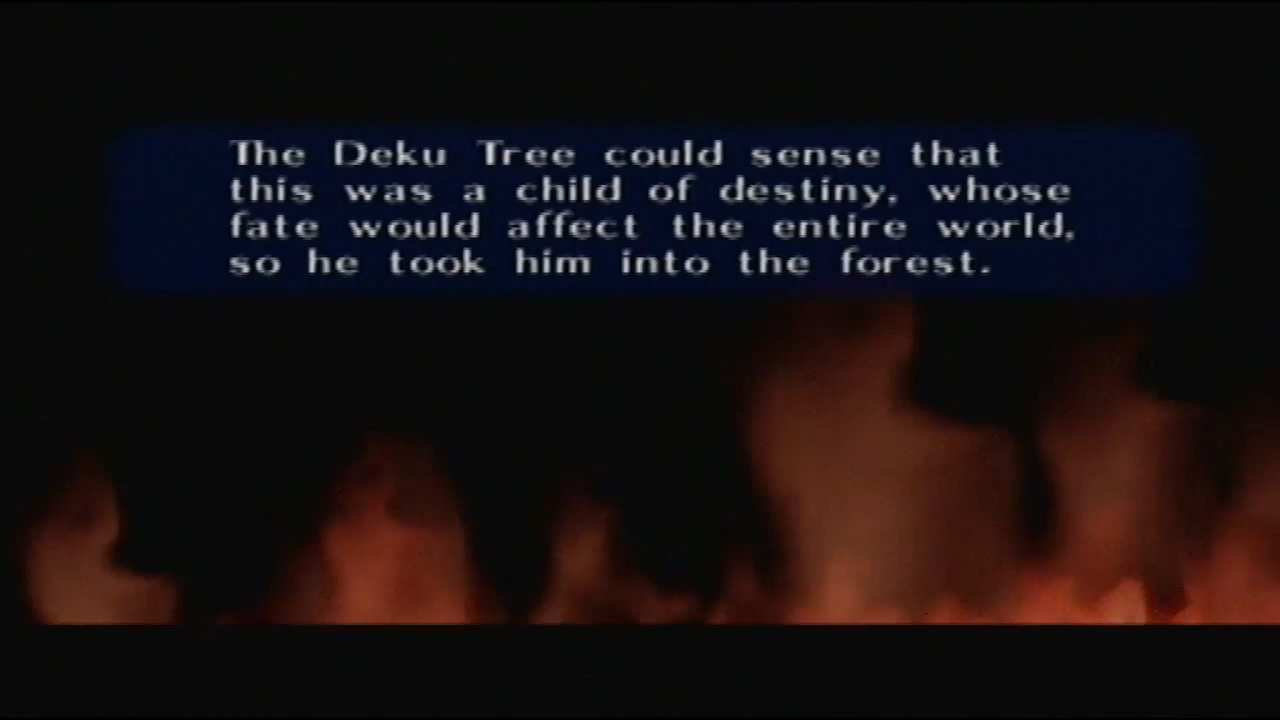 The Deku Tree could sense that
this was a child of destiny, whose
fate would affect the entire world,
so he took him into the forest.